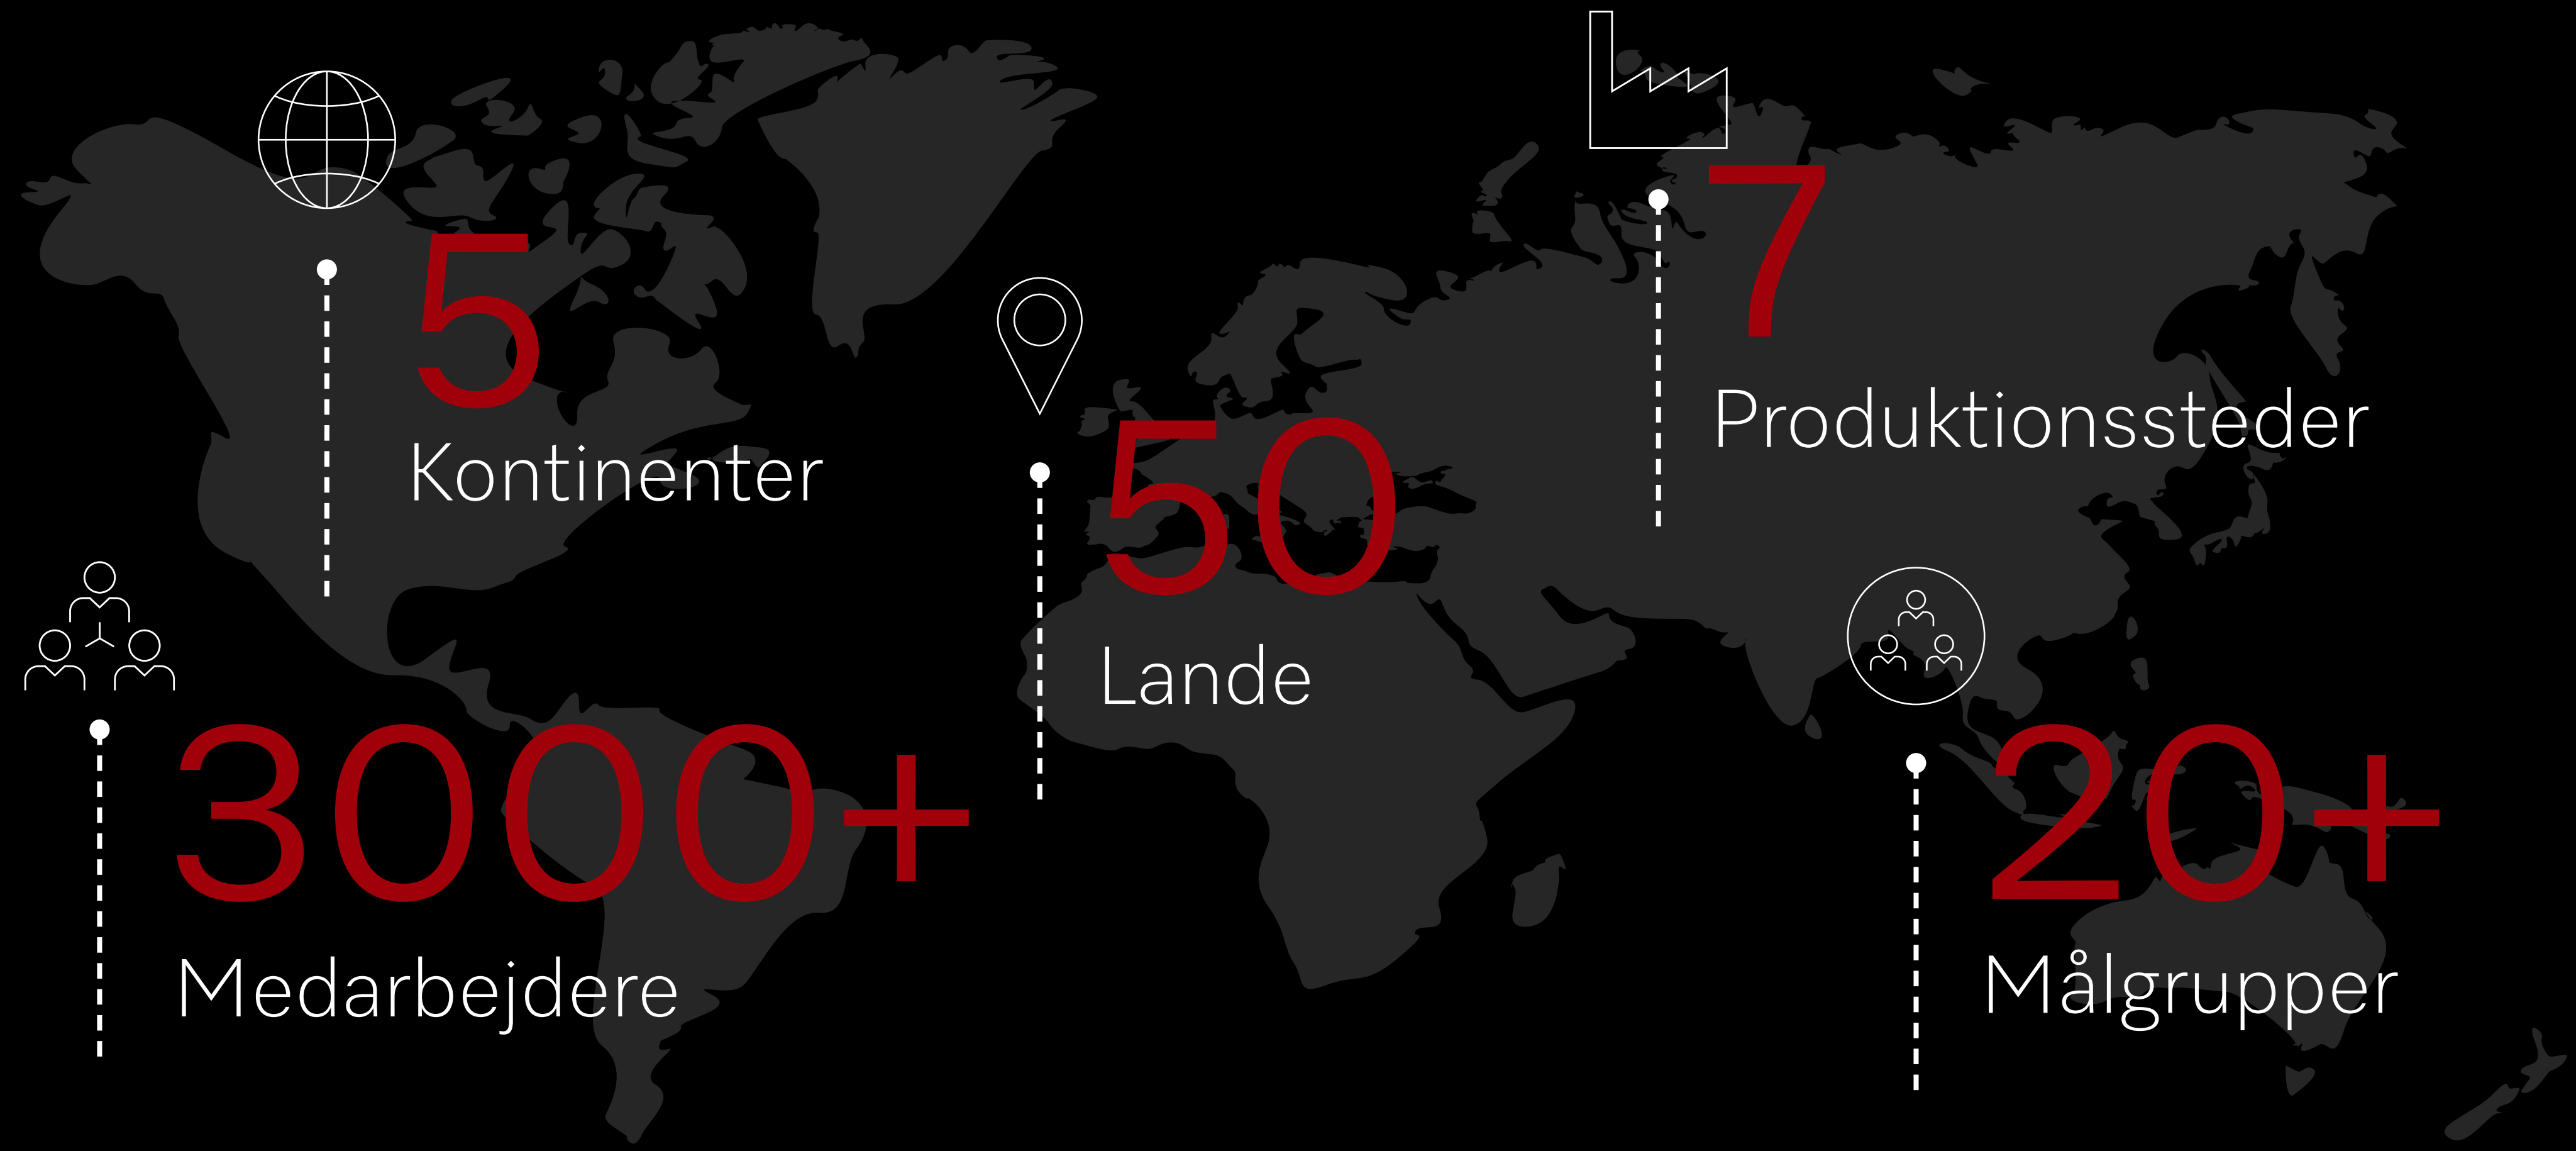 5
Kontinenter
3000+
Medarbejdere
50
Lande
7
Produktionssteder
20+
Målgrupper